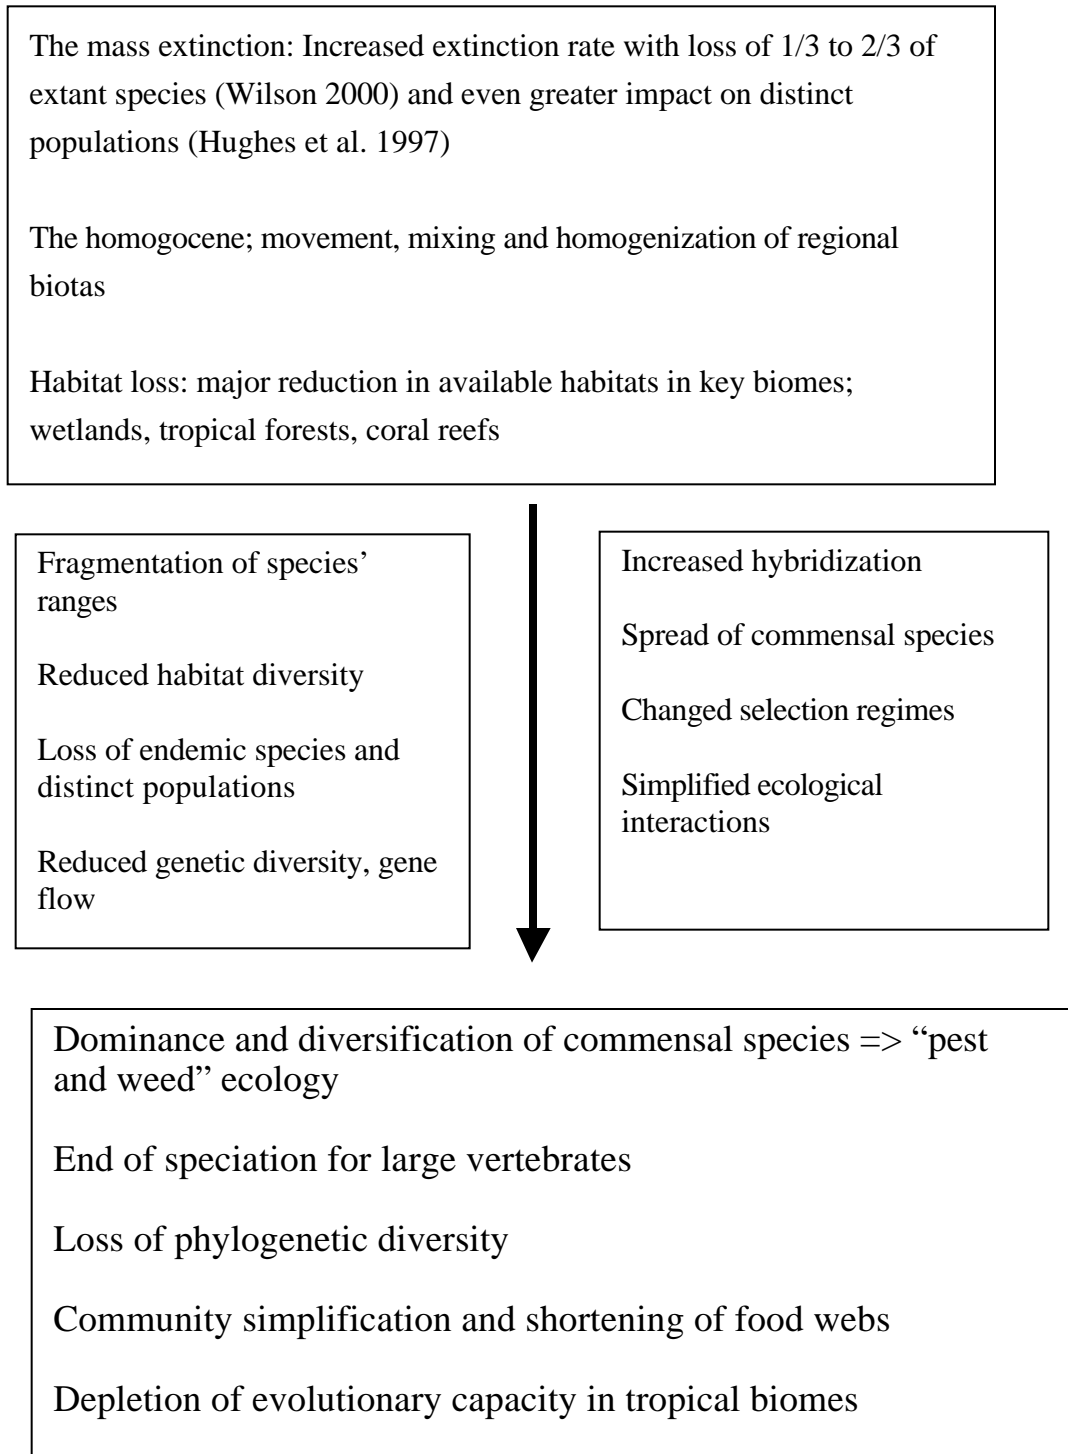 The mass extinction: Increased extinction rate with loss of 1/3 to 2/3 of
extant species (Wilson 2000) and even greater impact on distinct
populations (Hughes et al. 1997)
The homogocene; movement, mixing and homogenization of regional
biotas
Habitat loss: major reduction in available habitats in key biomes;
wetlands, tropical forests, coral reefs
Fragmentation of species’
ranges
Reduced habitat diversity
Loss of endemic species and
distinct populations
Reduced genetic diversity, gene
flow
Increased hybridization
Spread of commensal species
Changed selection regimes
Simplified ecological
interactions
Dominance and diversification of commensal species => “pest
and weed” ecology
End of speciation for large vertebrates
Loss of phylogenetic diversity
Community simplification and shortening of food webs
Depletion of evolutionary capacity in tropical biomes